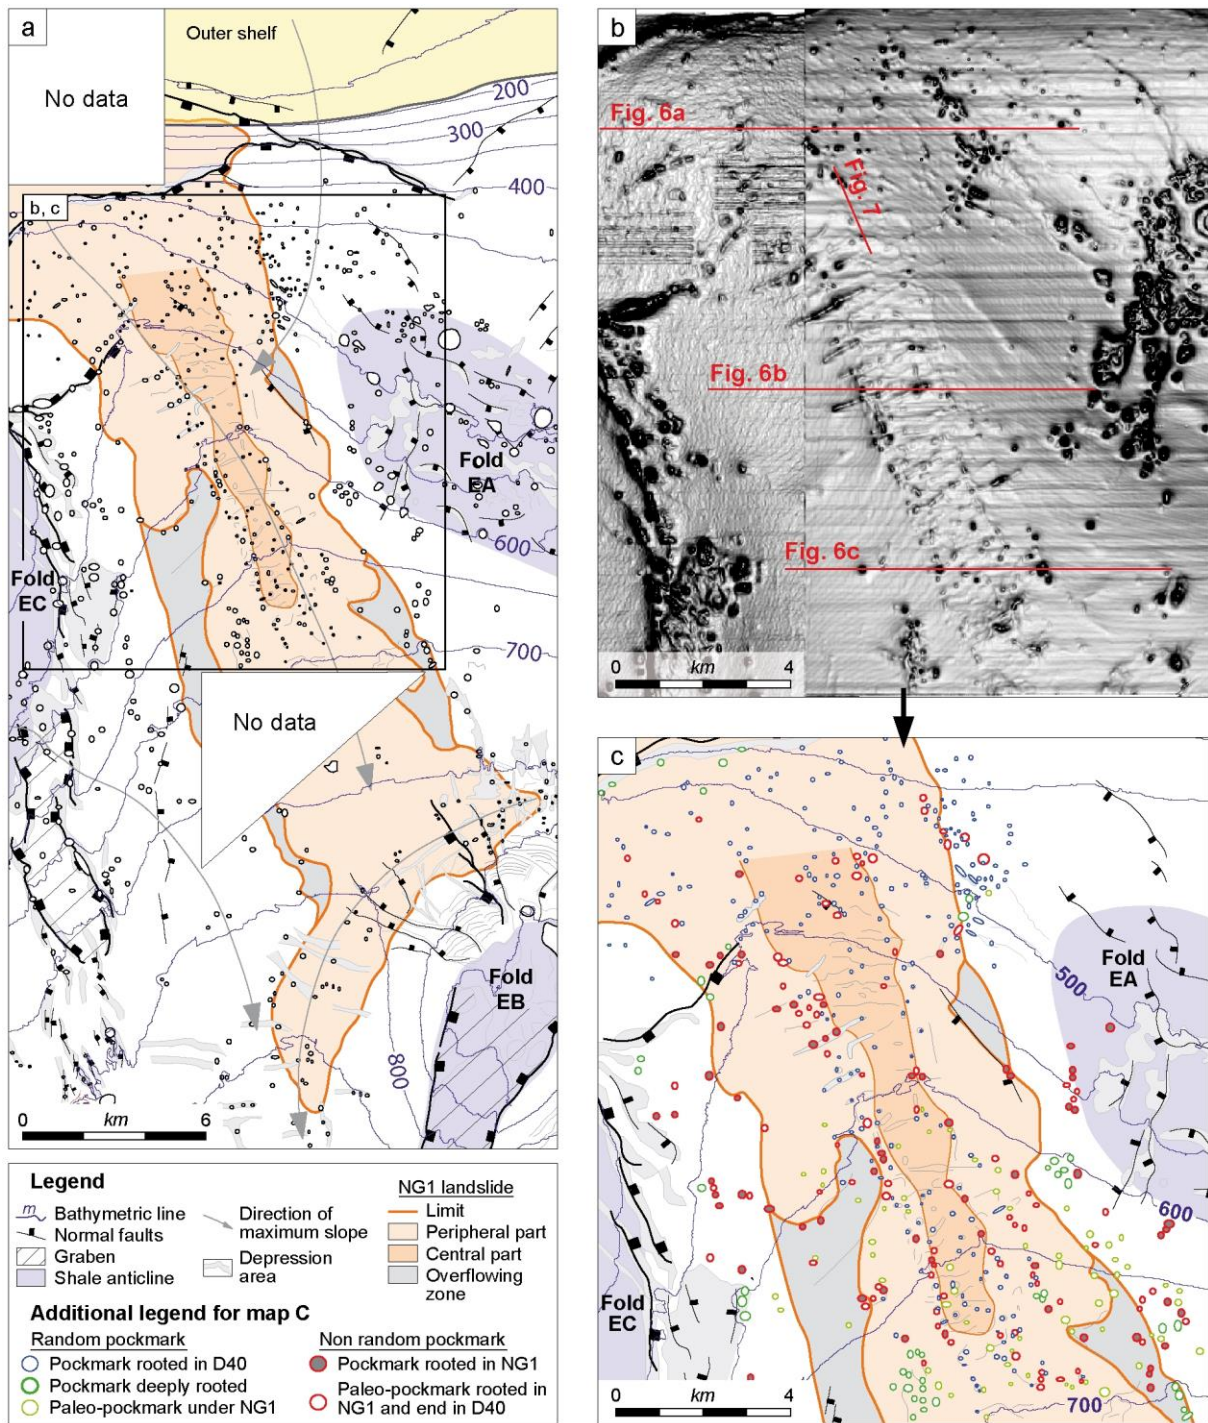 a
Outer shelf
No data
200
300
400
b, c
Fold
EA
600
Fold
EC
700
No data
Fold
EB
800
0 km 6
b
Fig. 6a
Fig. 7
Fig. 6b
Fig. 6c
0 km 4
c
Fold
EA
500
600
Fold
EC
0 km 4
700
Legend
m Bathymetric line
Normal faults
Graben
Shale anticline
Direction of
maximum slope
Depression
area
NG1 landslide
Limit
Peripheral part
Central part
Overflowing
zone
Additional legend for map C
Random pockmark
Pockmark rooted in D40
Pockmark deeply rooted
Paleo-pockmark under NG1
Non random pockmark
Pockmark rooted in NG1
Paleo-pockmark rooted in
NG1 and end in D40